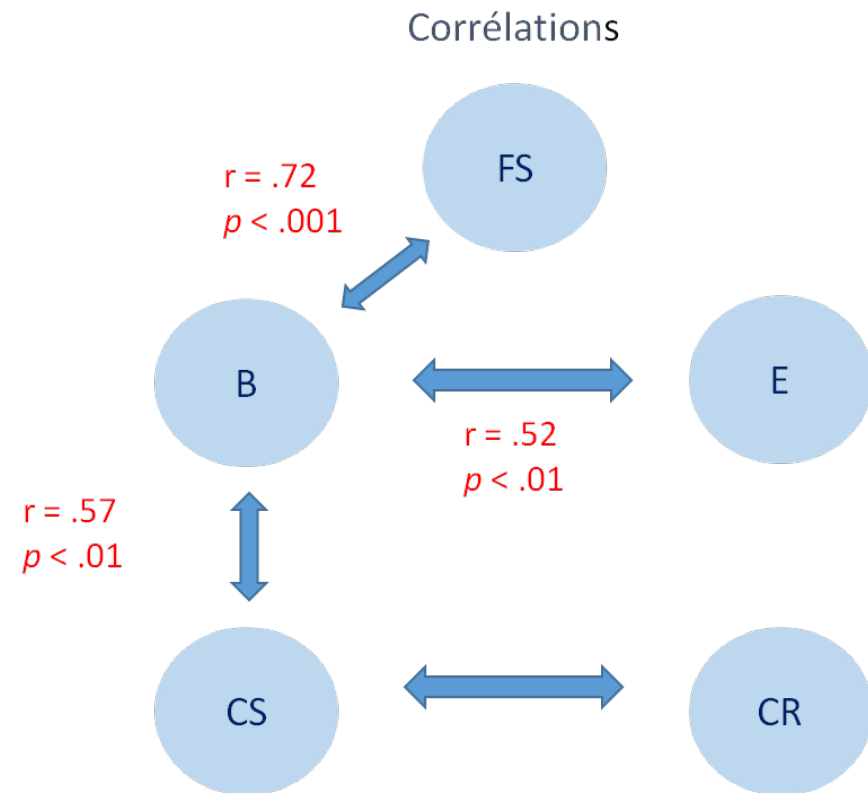 Corrélations
FS
r = .72
p < .001
B
E
r = .52
p < .01
r = .57
p < .01
CS
CR